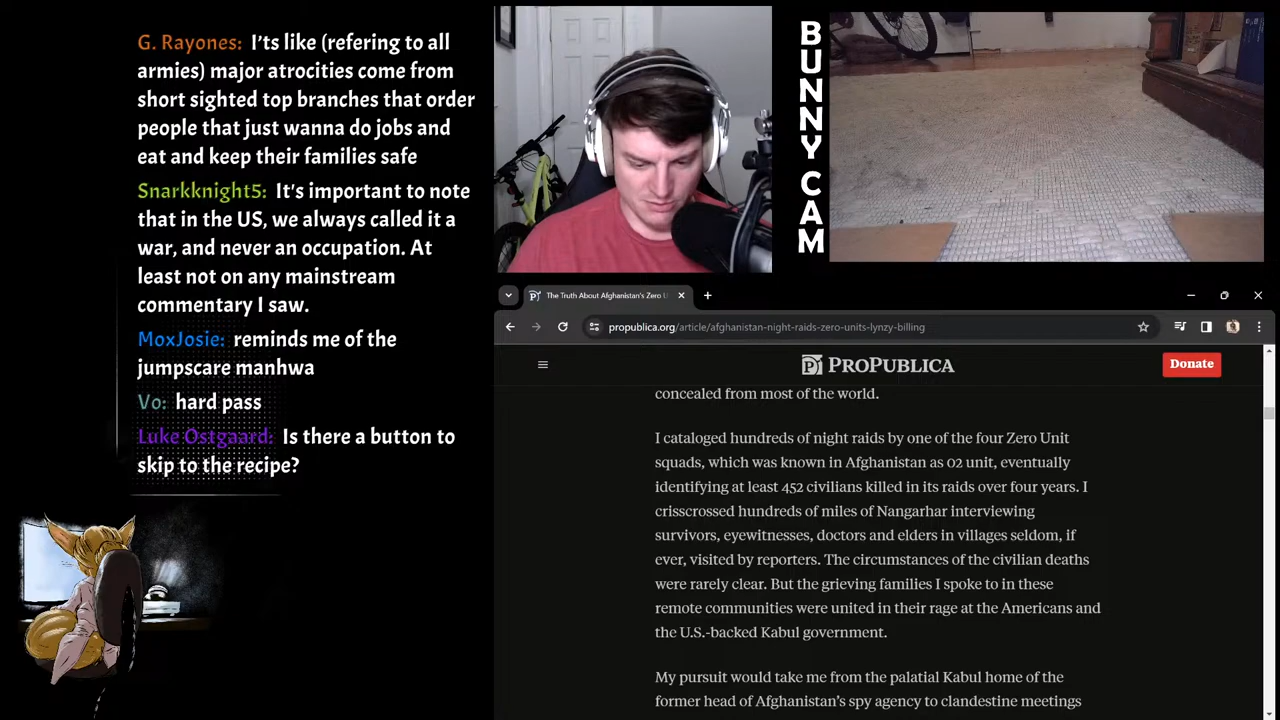 G. Rayones: I'ts like (refering to all
armies) major atrocities come from
short sighted top branches that order
people that just wanna do jobs and
eat and keep their families safe
Snarkknight5: It's important to note
that in the US, we always called it a
war, and never an occupation. At
least not on any mainstream
commentary I saw.
MoxJosie: reminds me of the
jumpscare manhwa
Vo: hard pass
Luke Ostgaard: Is there a button to
skip to the recipe?
BUNNY CAM
The Truth About Afghanistan's Zero U
propublica.org/article/afghanistan-night-raids-zero-units-lynzy-billing
PROPUBLICA
Donate
concealed from most of the world.
I cataloged hundreds of night raids by one of the four Zero Unit
squads, which was known in Afghanistan as 02 unit, eventually
identifying at least 452 civilians killed in its raids over four years. I
crisscrossed hundreds of miles of Nangarhar interviewing
survivors, eyewitnesses, doctors and elders in villages seldom, if
ever, visited by reporters. The circumstances of the civilian deaths
were rarely clear. But the grieving families I spoke to in these
remote communities were united in their rage at the Americans and
the U.S.-backed Kabul government.
My pursuit would take me from the palatial Kabul home of the
former head of Afghanistan's spy agency to clandestine meetings